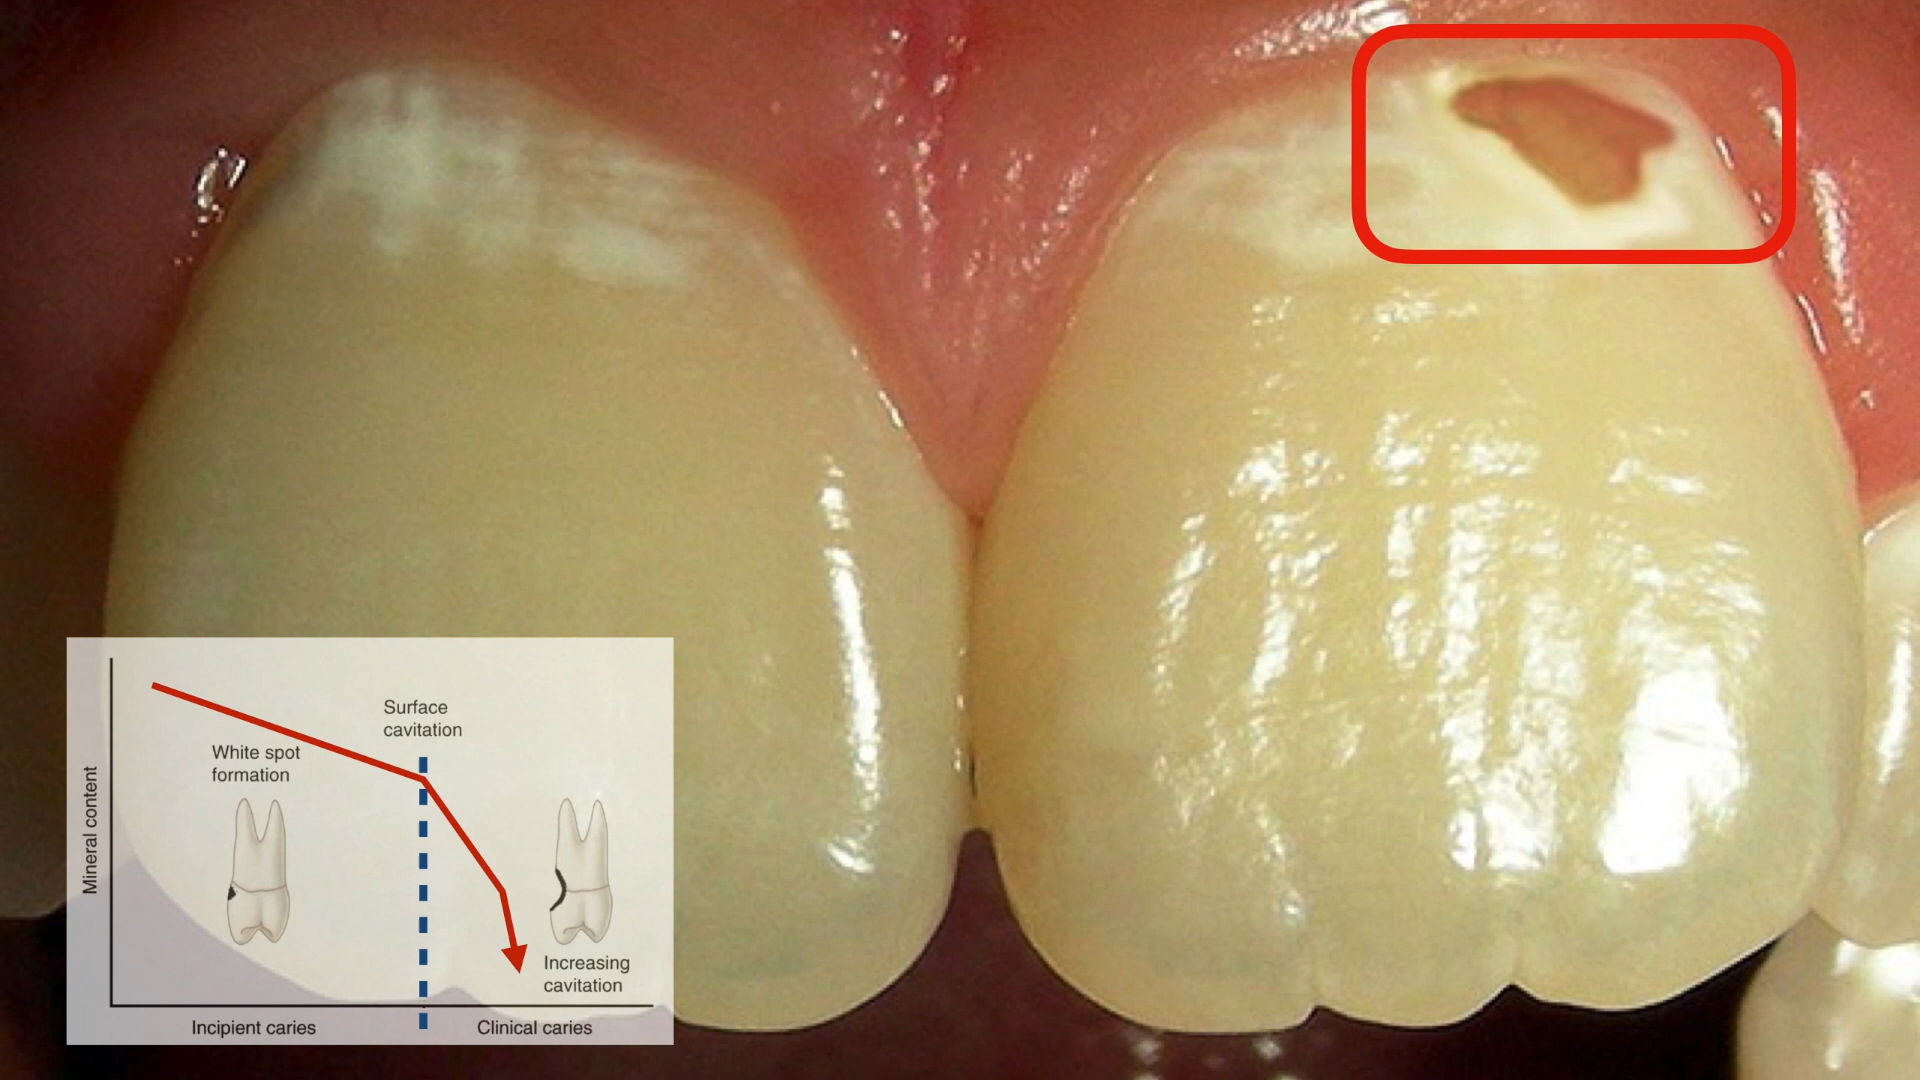 Surface
cavitation
White spot
formation
Mineral content
Increasing
cavitation
Incipient caries
Clinical caries